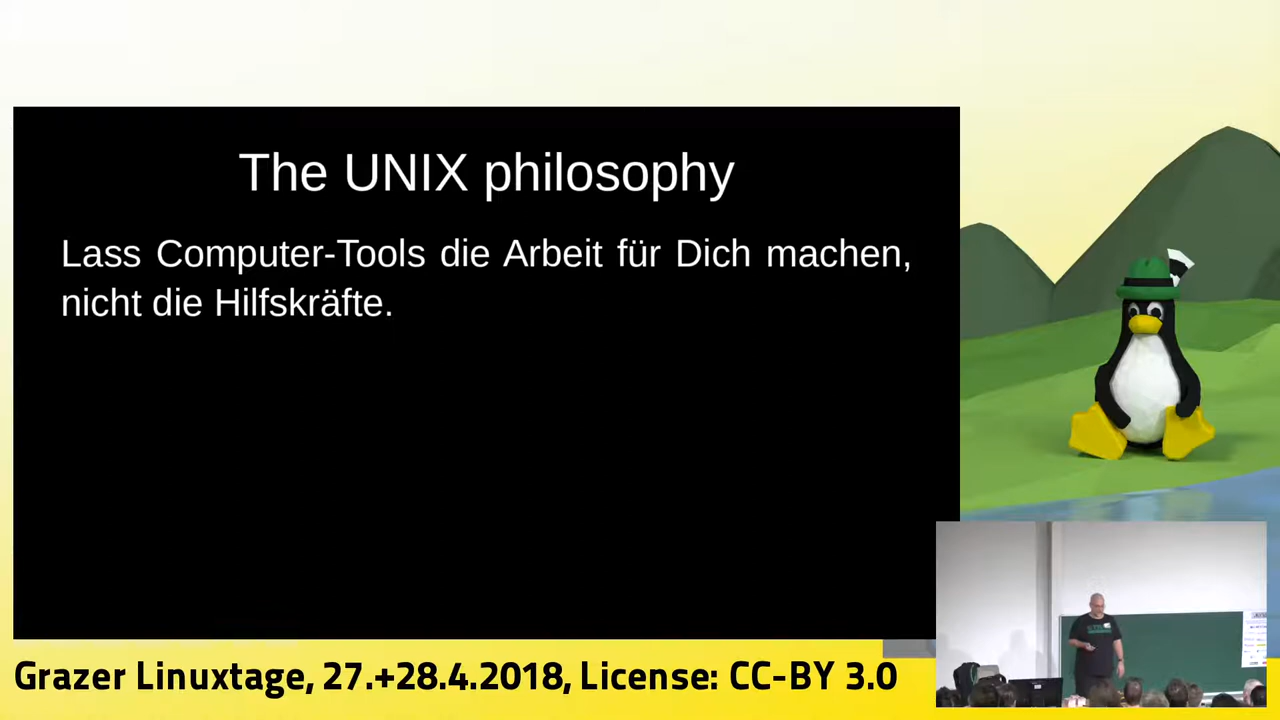 The UNIX philosophy
Lass Computer-Tools die Arbeit für Dich machen,
nicht die Hilfskräfte.
Grazer Linuxtage, 27.+28.4.2018, License: CC-BY 3.0